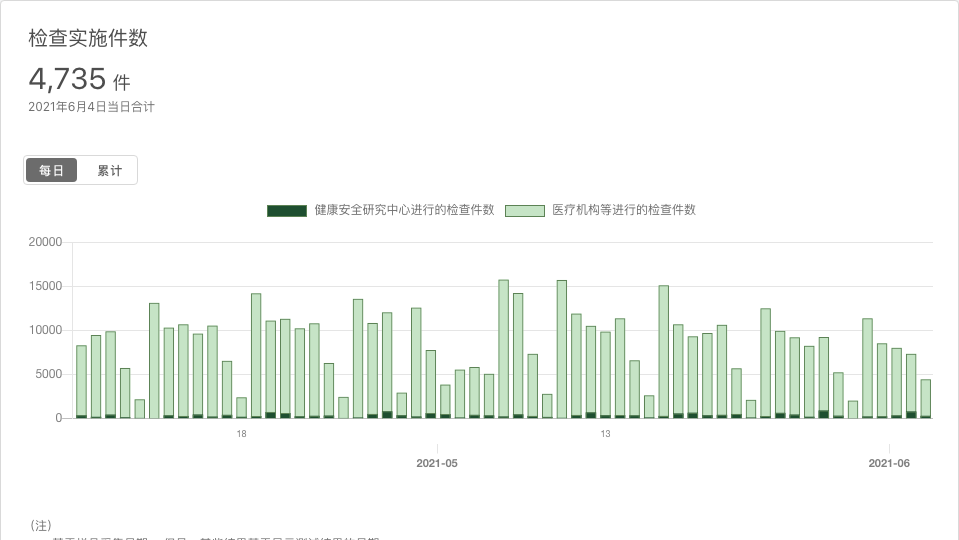 检查实施件数
4,735 件
2021年6月4日当日合计
每日 累计
健康安全研究中心进行的检查件数 医疗机构等进行的检查件数
20000
15000
10000
5000
0
18 13
2021-05 2021-06
(注)